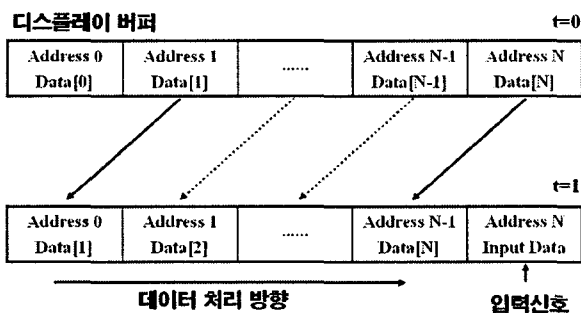 디스플레이 버퍼
t=0
Address 0 Address 1 ...... Address N-1 Address N
Data[0] Data[1] Data[N-1] Data[N]
t=1
Address 0 Address 1 ...... Address N-1 Address N
Data[1] Data[2] Data[N] Input Data
데이터 처리 방향
입력신호